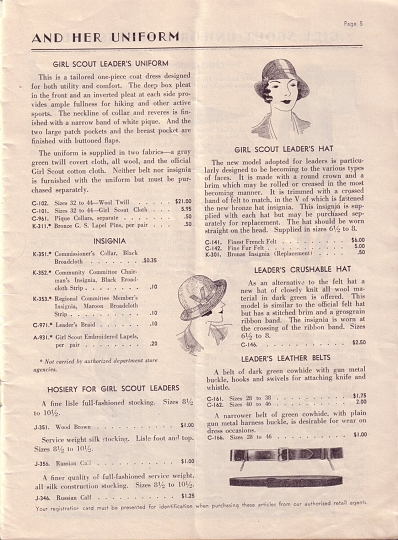 Page 5
AND HER UNIFORM
GIRL SCOUT LEADER'S UNIFORM
This is a tailored one-piece coat dress designed
for both utility and comfort. The deep box pleat
in the front and an inverted pleat at each side pro-
vides ample fullness for hiking and other active
sports. The neckline of collar and reveres is fin-
ished with a narrow band of white pique. And the
two large patch pockets and the breast pocket are
finished with buttoned flaps.
The uniform is supplied in two fabrics—a gray
green twill covert cloth, all wool, and the official
Girl Scout cotton cloth. Neither belt nor insignia
is furnished with the uniform but must be pur-
chased separately.
C-102. Sizes 32 to 44—Wool Twill . $21.00
C-101. Sizes 32 to 44—Girl Scout Cloth . 5.95
C-961. Pique Collars, separate . .50
K-311.* Bronze G. S. Lapel Pins, per pair . .50
INSIGNIA
K-351.* Commissioner's Collar, Black
Broadcloth . $0.35
K-352.* Community Committee Chair-
man's Insignia, Black Broad-
cloth Strip . . . . . .10
K-353.* Regional Committee Member's
Insignia, Maroon Broadcloth
Strip . . . . . .10
C-971.* Leader's Braid . . . .10
A-931.* Girl Scout Embroidered Lapels,
per pair . . . . . .20
* Not carried by authorized department store
agencies.
HOSIERY FOR GIRL SCOUT LEADERS
A fine lisle full-fashioned stocking. Sizes 8½
to 10½.
J-351. Wood Brown . . . . $1.00
Service weight silk stocking. Lisle foot and top.
Sizes 8½ to 10½.
J-356. Russian Calf . . . . $1.00
A finer quality of full-fashioned service weight,
all silk construction stocking. Sizes 8½ to 10½.
J-346. Russian Calf . . . . $1.25
GIRL SCOUT LEADER'S HAT
The new model adopted for leaders is particu-
larly designed to be becoming to the various types
of faces. It is made with a round crown and a
brim which may be rolled or creased in the most
becoming manner. It is trimmed with a crossed
band of felt to match, in the V of which is fastened
the new bronze hat insignia. This insignia is sup-
plied with each hat but may be purchased sep-
arately for replacement. The hat should be worn
straight on the head. Supplied in sizes 6½ to 8.
C-141. Finest French Felt . . . $6.00
C-142. Fine Fur Felt . . . . 5.00
K-301. Bronze Insignia (Replacement) . .50
LEADER'S CRUSHABLE HAT
As an alternative to the felt hat a
new hat of closely knit all wool ma-
terial in dark green is offered. This
model is similar to the official felt hat
but has a stitched brim and a grosgrain
ribbon band. The insignia is worn at
the crossing of the ribbon band. Sizes
6½ to 8.
C-146. . . . . . $2.50
LEADER'S LEATHER BELTS
A belt of dark green cowhide with gun metal
buckle, hooks and swivels for attaching knife and
whistle.
C-161. Sizes 28 to 38 . . . . $1.75
C-162. Sizes 40 to 46 . . . . 2.00
A narrower belt of green cowhide, with plain
gun metal harness buckle, is desirable for wear on
dress occasions.
C-166. Sizes 28 to 46 . . . . $1.00
Your registration card must be presented for identification when purchasing these articles from our authorized retail agents.